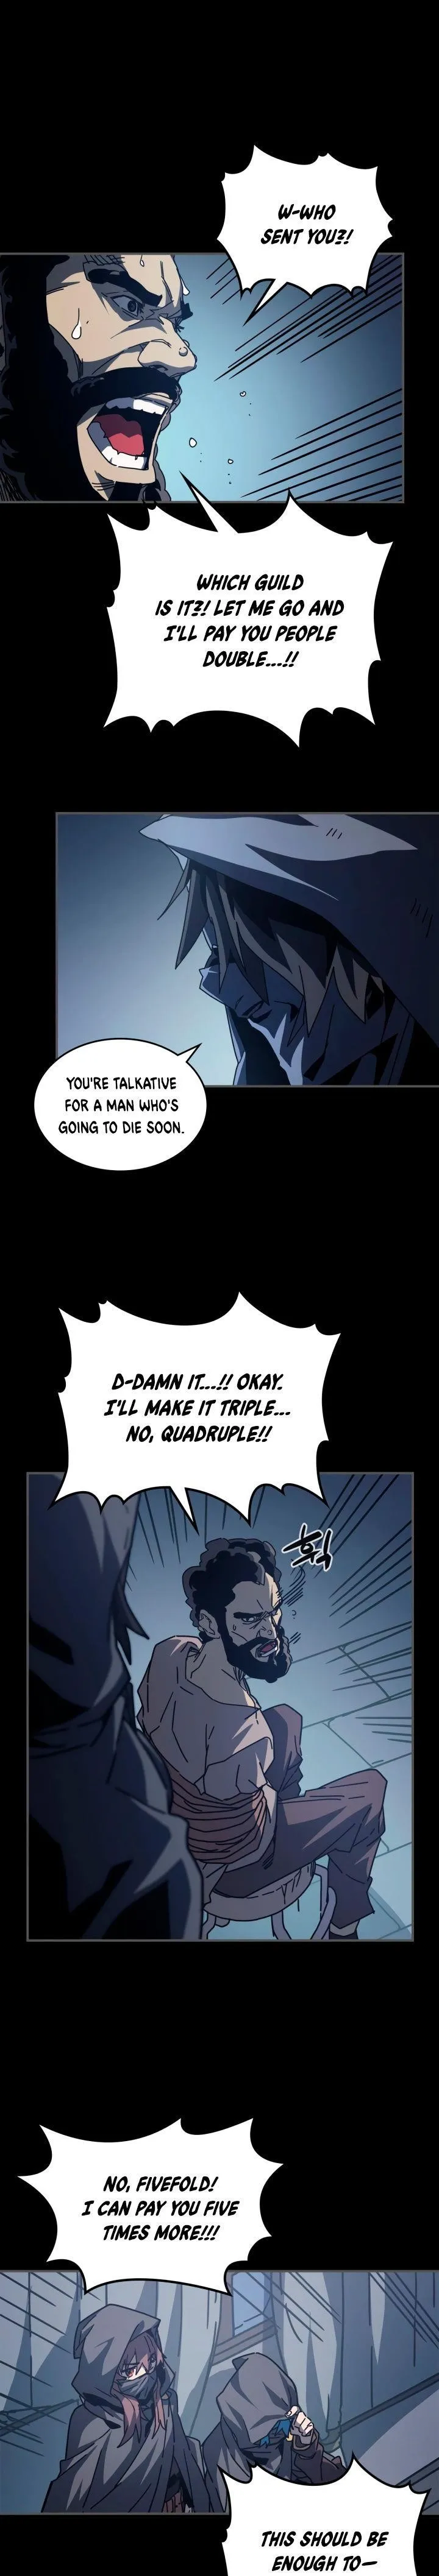 W-WHO
SENT YOU?!
WHICH GUILD
IS IT?! LET ME GO AND
I'LL PAY YOU PEOPLE
DOUBLE...!!
YOU'RE TALKATIVE
FOR A MAN WHO'S
GOING TO DIE SOON.
D-DAMN IT...!! OKAY.
I'LL MAKE IT TRIPLE...
NO, QUADRUPLE!!
휙
NO, FIVEFOLD!
I CAN PAY YOU FIVE
TIMES MORE!!!
THIS SHOULD BE
ENOUGH TO—